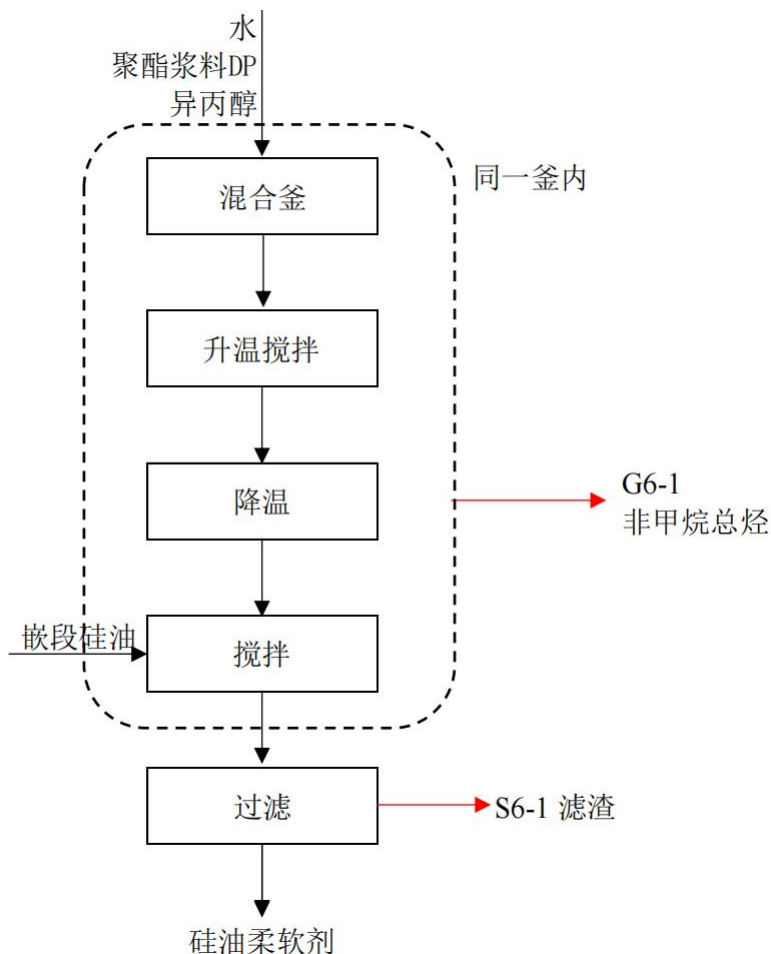 水
聚酯浆料DP
异丙醇
混合釜
同一釜内
升温搅拌
降温
G6-1
非甲烷总烃
嵌段硅油
搅拌
过滤
S6-1 滤渣
硅油柔软剂